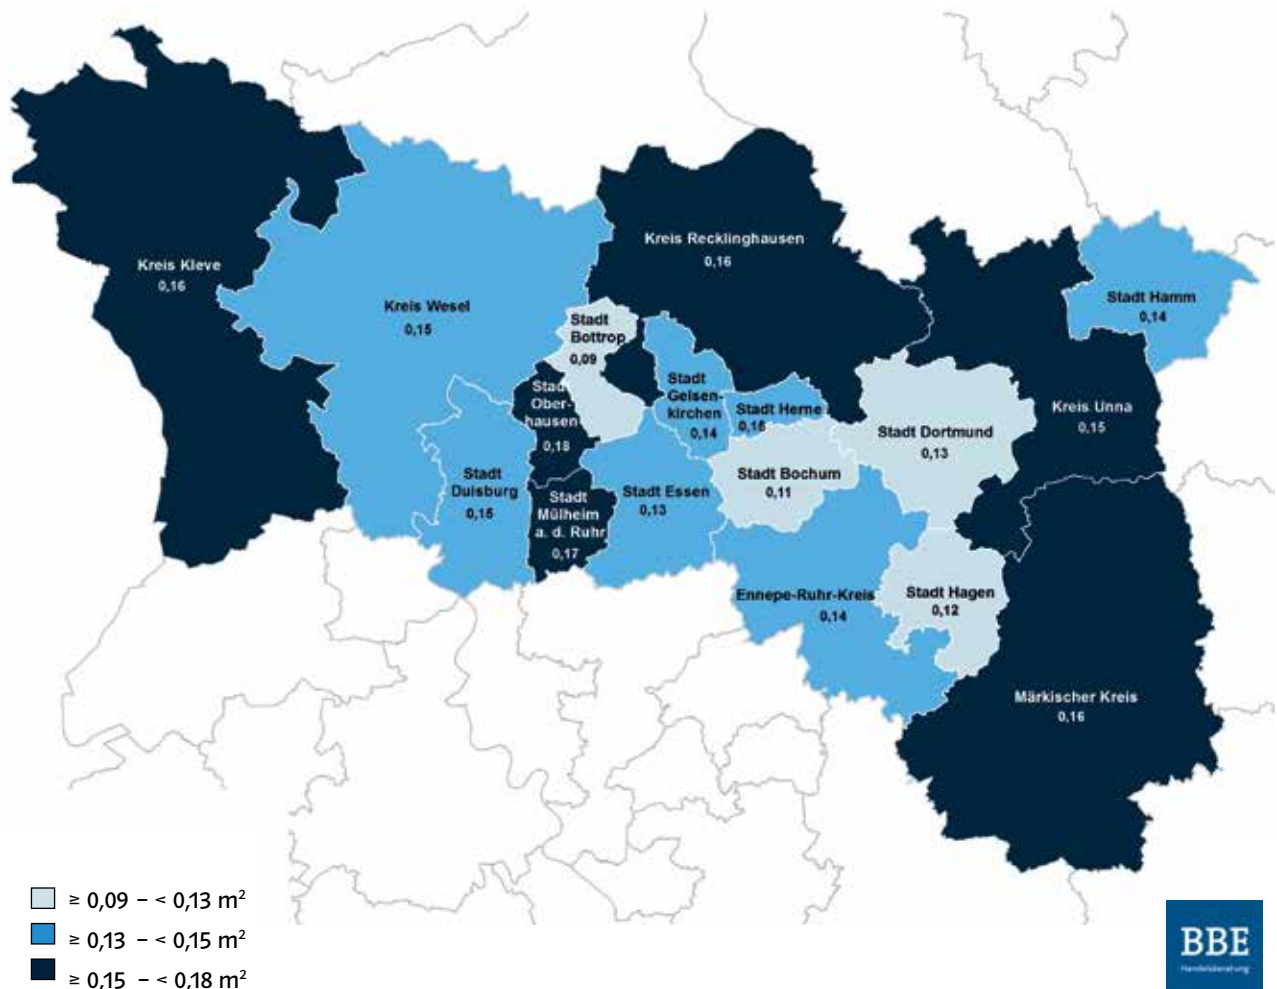 Kreis Kleve
0,16
Kreis Wesel
0,15
Kreis Recklinghausen
0,16
Stadt
Bottrop
0,09
Stadt Hamm
0,14
Stadt
Ober-
hausen
0,18
Stadt
Gelsen-
kirchen
0,14
Stadt Herne
0,15
Kreis Unna
0,15
Stadt Dortmund
0,13
Stadt
Duisburg
0,15
Stadt
Mülheim
a. d. Ruhr
0,17
Stadt Essen
0,13
Stadt Bochum
0,11
Ennepe-Ruhr-Kreis
0,14
Stadt Hagen
0,12
Märkischer Kreis
0,16
≥ 0,09 – < 0,13 m²
≥ 0,13 – < 0,15 m²
≥ 0,15 – < 0,18 m²
BBE
Handelsberatung